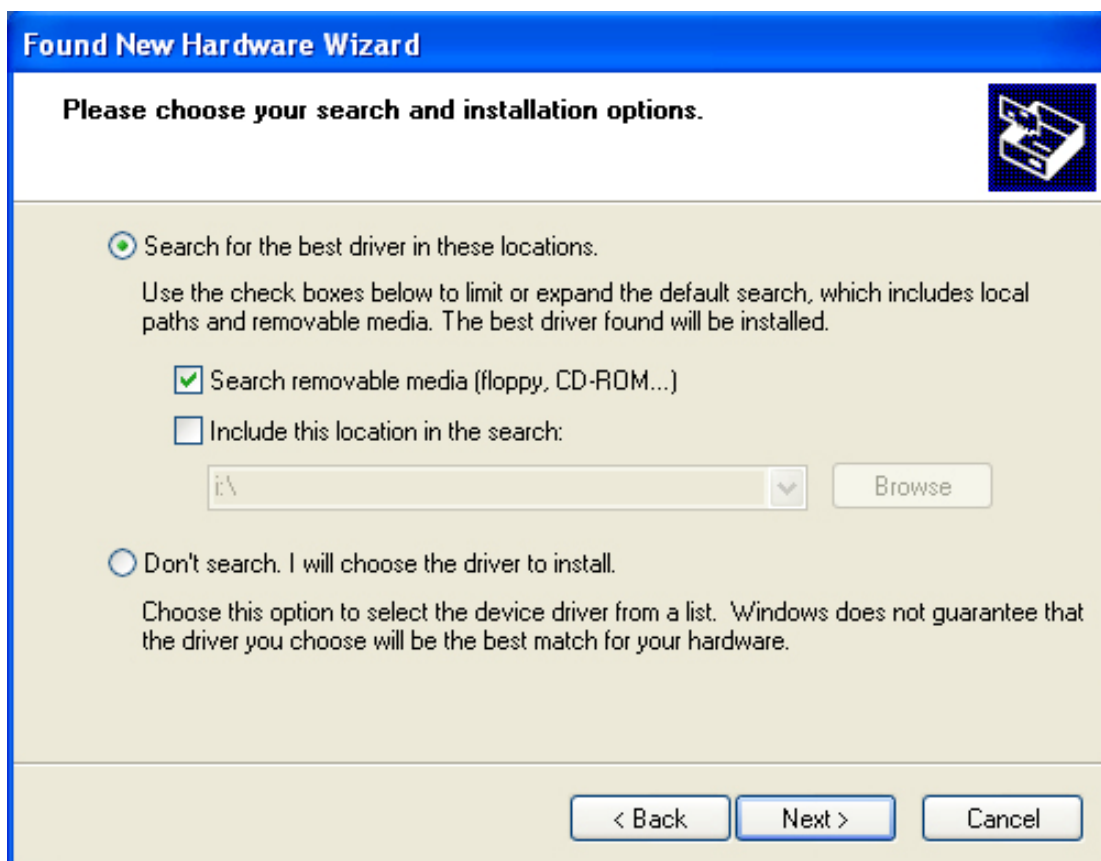 Found New Hardware Wizard
Please choose your search and installation options.
Search for the best driver in these locations.
Use the check boxes below to limit or expand the default search, which includes local
paths and removable media. The best driver found will be installed.
Search removable media (floppy, CD-ROM...)
Include this location in the search:
i:\
Browse
Don't search. I will choose the driver to install.
Choose this option to select the device driver from a list.  Windows does not guarantee that
the driver you choose will be the best match for your hardware.
< Back
Next >
Cancel